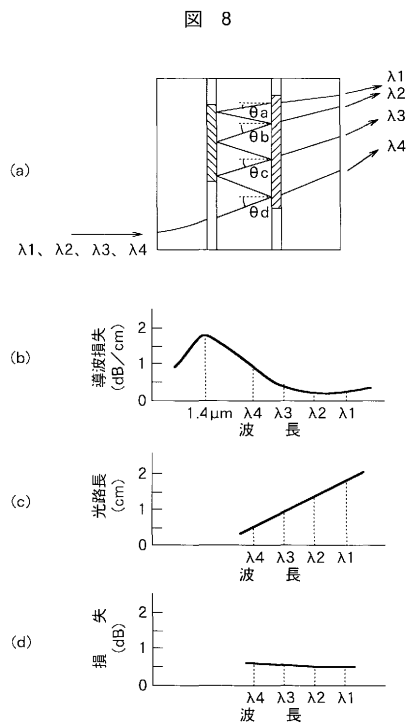 図 8
(a)
θa
θb
θc
θd
λ1
λ2
λ3
λ4
λ1、λ2、λ3、λ4
(b)
導波損失
(dB/cm)
2
1
0
1.4μm λ4 λ3 λ2 λ1
波 長
(c)
光路長
(cm)
2
1
0
λ4 λ3 λ2 λ1
波 長
(d)
損 失
(dB)
2
1
0
λ4 λ3 λ2 λ1
波 長